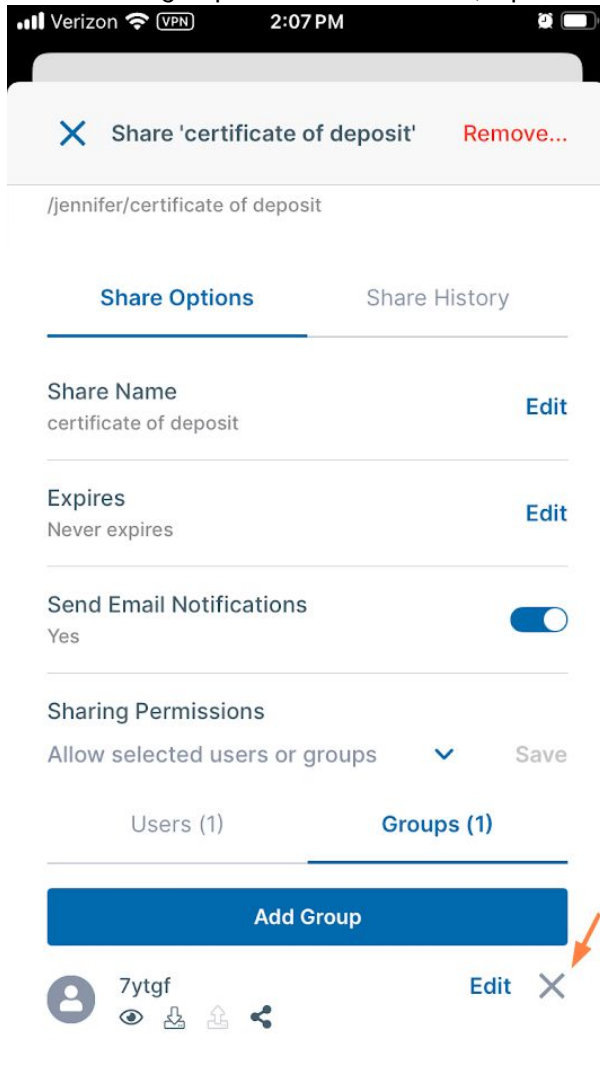 Verizon VPN 2:07 PM
Share 'certificate of deposit' Remove...
/jennifer/certificate of deposit
Share Options Share History
Share Name
certificate of deposit
Edit
Expires
Never expires
Edit
Send Email Notifications
Yes
Sharing Permissions
Allow selected users or groups Save
Users (1) Groups (1)
Add Group
7ytgf Edit